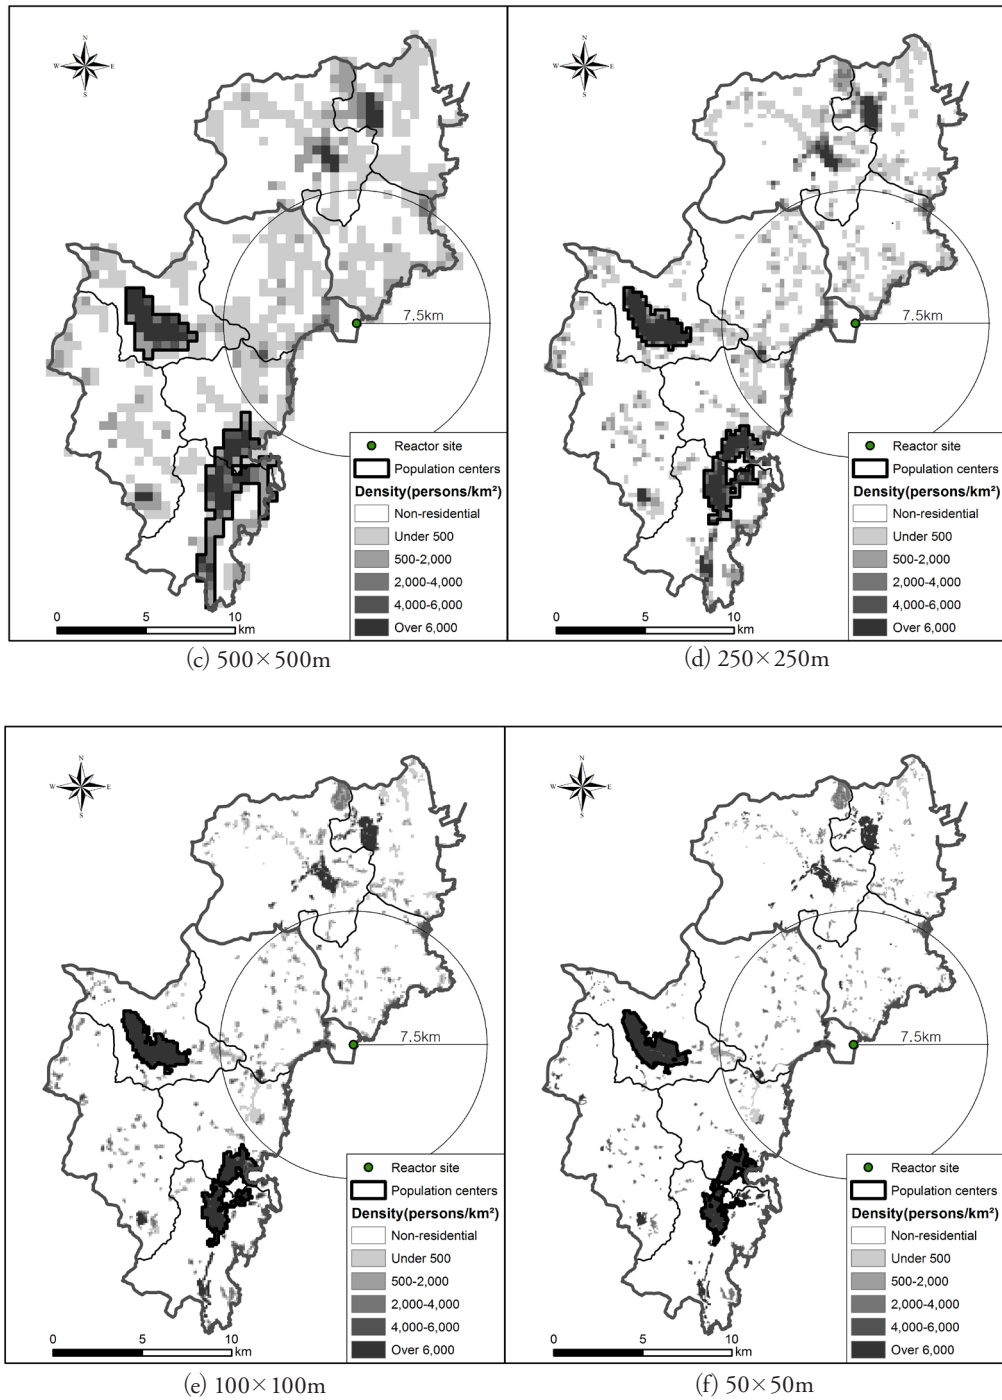 N
W E
S
7.5km
Reactor site
Population centers
Density(persons/km²)
Non-residential
Under 500
500-2,000
2,000-4,000
4,000-6,000
Over 6,000
0 5 10
km
(c) 500×500m
N
W E
S
7.5km
Reactor site
Population centers
Density(persons/km²)
Non-residential
Under 500
500-2,000
2,000-4,000
4,000-6,000
Over 6,000
0 5 10
km
(d) 250×250m
N
W E
S
7.5km
Reactor site
Population centers
Density(persons/km²)
Non-residential
Under 500
500-2,000
2,000-4,000
4,000-6,000
Over 6,000
0 5 10
km
(e) 100×100m
N
W E
S
7.5km
Reactor site
Population centers
Density(persons/km²)
Non-residential
Under 500
500-2,000
2,000-4,000
4,000-6,000
Over 6,000
0 5 10
km
(f) 50×50m